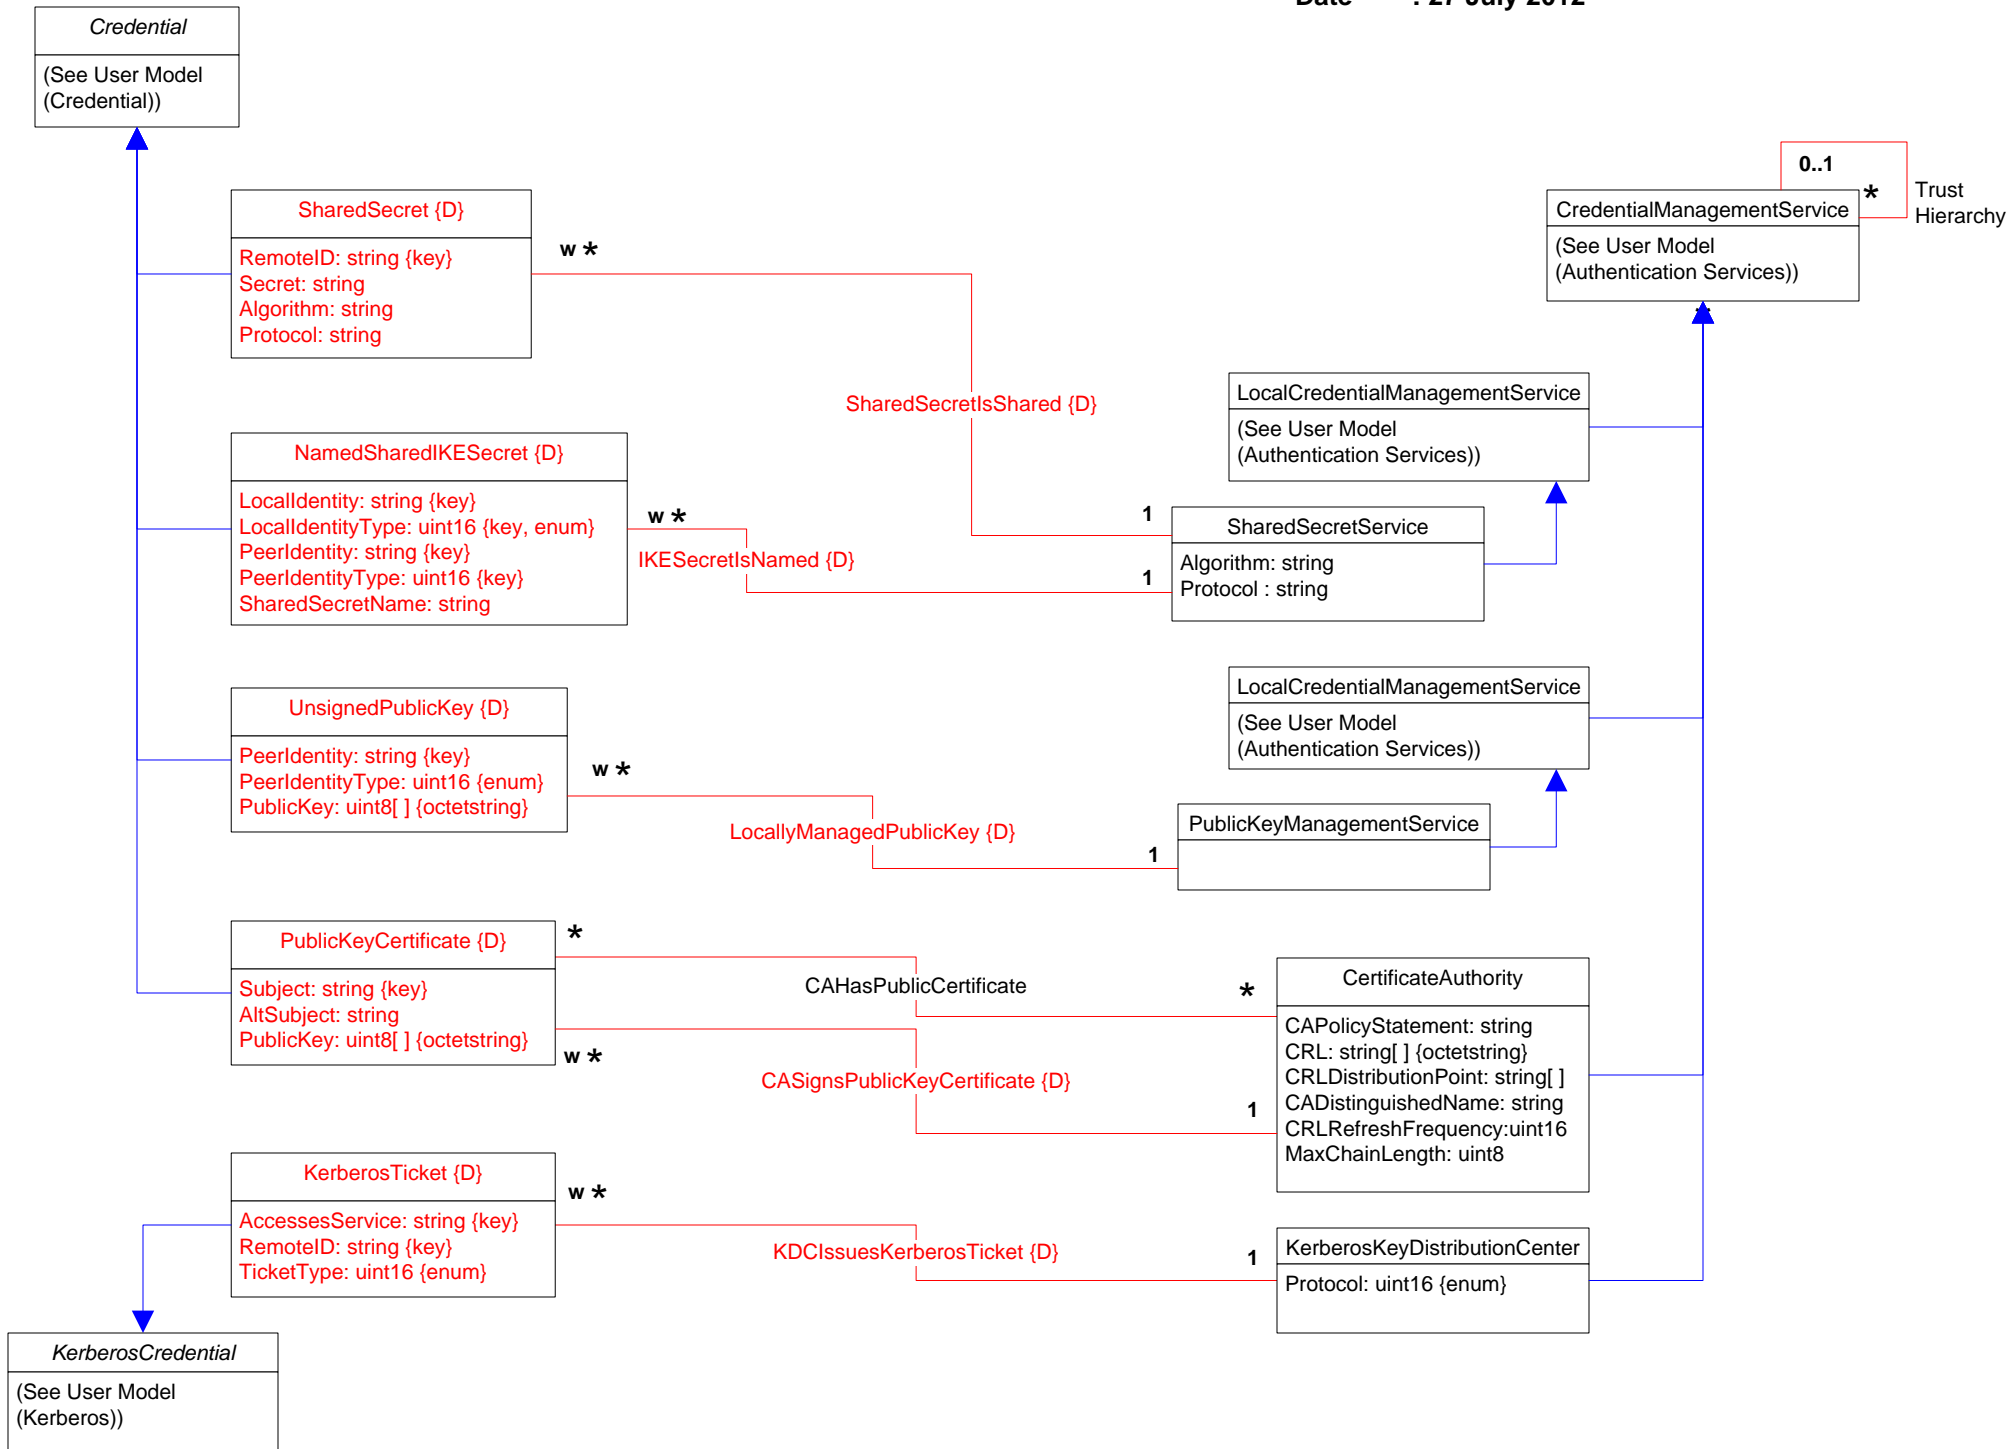 Date : 27 July 2012
Credential
(See User Model
(Credential))
0..1
*
Trust
Hierarchy
CredentialManagementService
(See User Model
(Authentication Services))
SharedSecret {D}
RemoteID: string {key}
Secret: string
Algorithm: string
Protocol: string
w *
SharedSecretIsShared {D}
LocalCredentialManagementService
(See User Model
(Authentication Services))
NamedSharedIKESecret {D}
LocalIdentity: string {key}
LocalIdentityType: uint16 {key, enum}
PeerIdentity: string {key}
PeerIdentityType: uint16 {key}
SharedSecretName: string
w *
IKESecretIsNamed {D}
1
1
SharedSecretService
Algorithm: string
Protocol : string
UnsignedPublicKey {D}
PeerIdentity: string {key}
PeerIdentityType: uint16 {enum}
PublicKey: uint8[ ] {octetstring}
w *
LocallyManagedPublicKey {D}
1
LocalCredentialManagementService
(See User Model
(Authentication Services))
PublicKeyManagementService
PublicKeyCertificate {D}
Subject: string {key}
AltSubject: string
PublicKey: uint8[ ] {octetstring}
*
CAHasPublicCertificate
*
w *
CASignsPublicKeyCertificate {D}
1
CertificateAuthority
CAPolicyStatement: string
CRL: string[ ] {octetstring}
CRLDistributionPoint: string[ ]
CADistinguishedName: string
CRLRefreshFrequency:uint16
MaxChainLength: uint8
KerberosTicket {D}
AccessesService: string {key}
RemoteID: string {key}
TicketType: uint16 {enum}
w *
KDCIssuesKerberosTicket {D}
1
KerberosKeyDistributionCenter
Protocol: uint16 {enum}
KerberosCredential
(See User Model
(Kerberos))